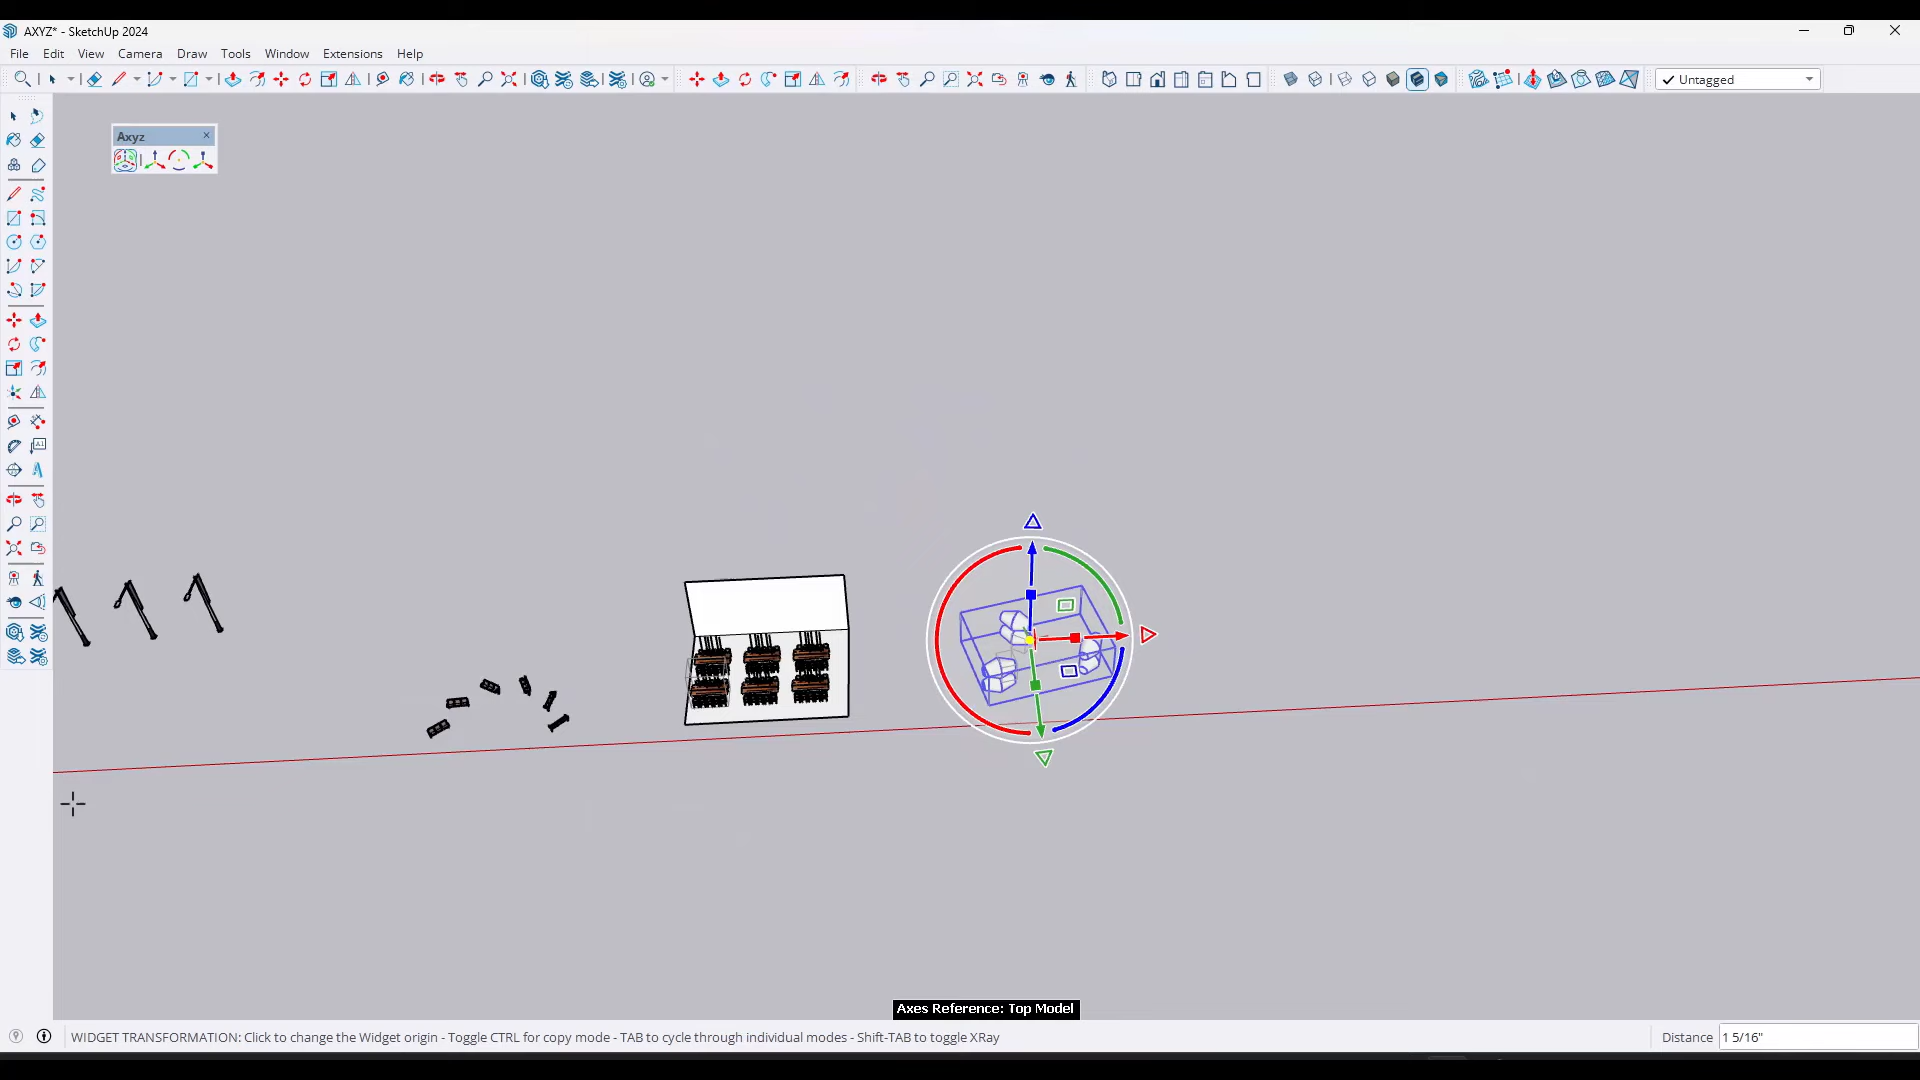 AXYZ* - SketchUp 2024
File Edit View Camera Draw Tools Window Extensions Help
Untagged
Axyz
Axes Reference: Top Model
WIDGET TRANSFORMATION: Click to change the Widget origin - Toggle CTRL for copy mode - TAB to cycle through individual modes - Shift-TAB to toggle XRay
Distance 1 5/16"